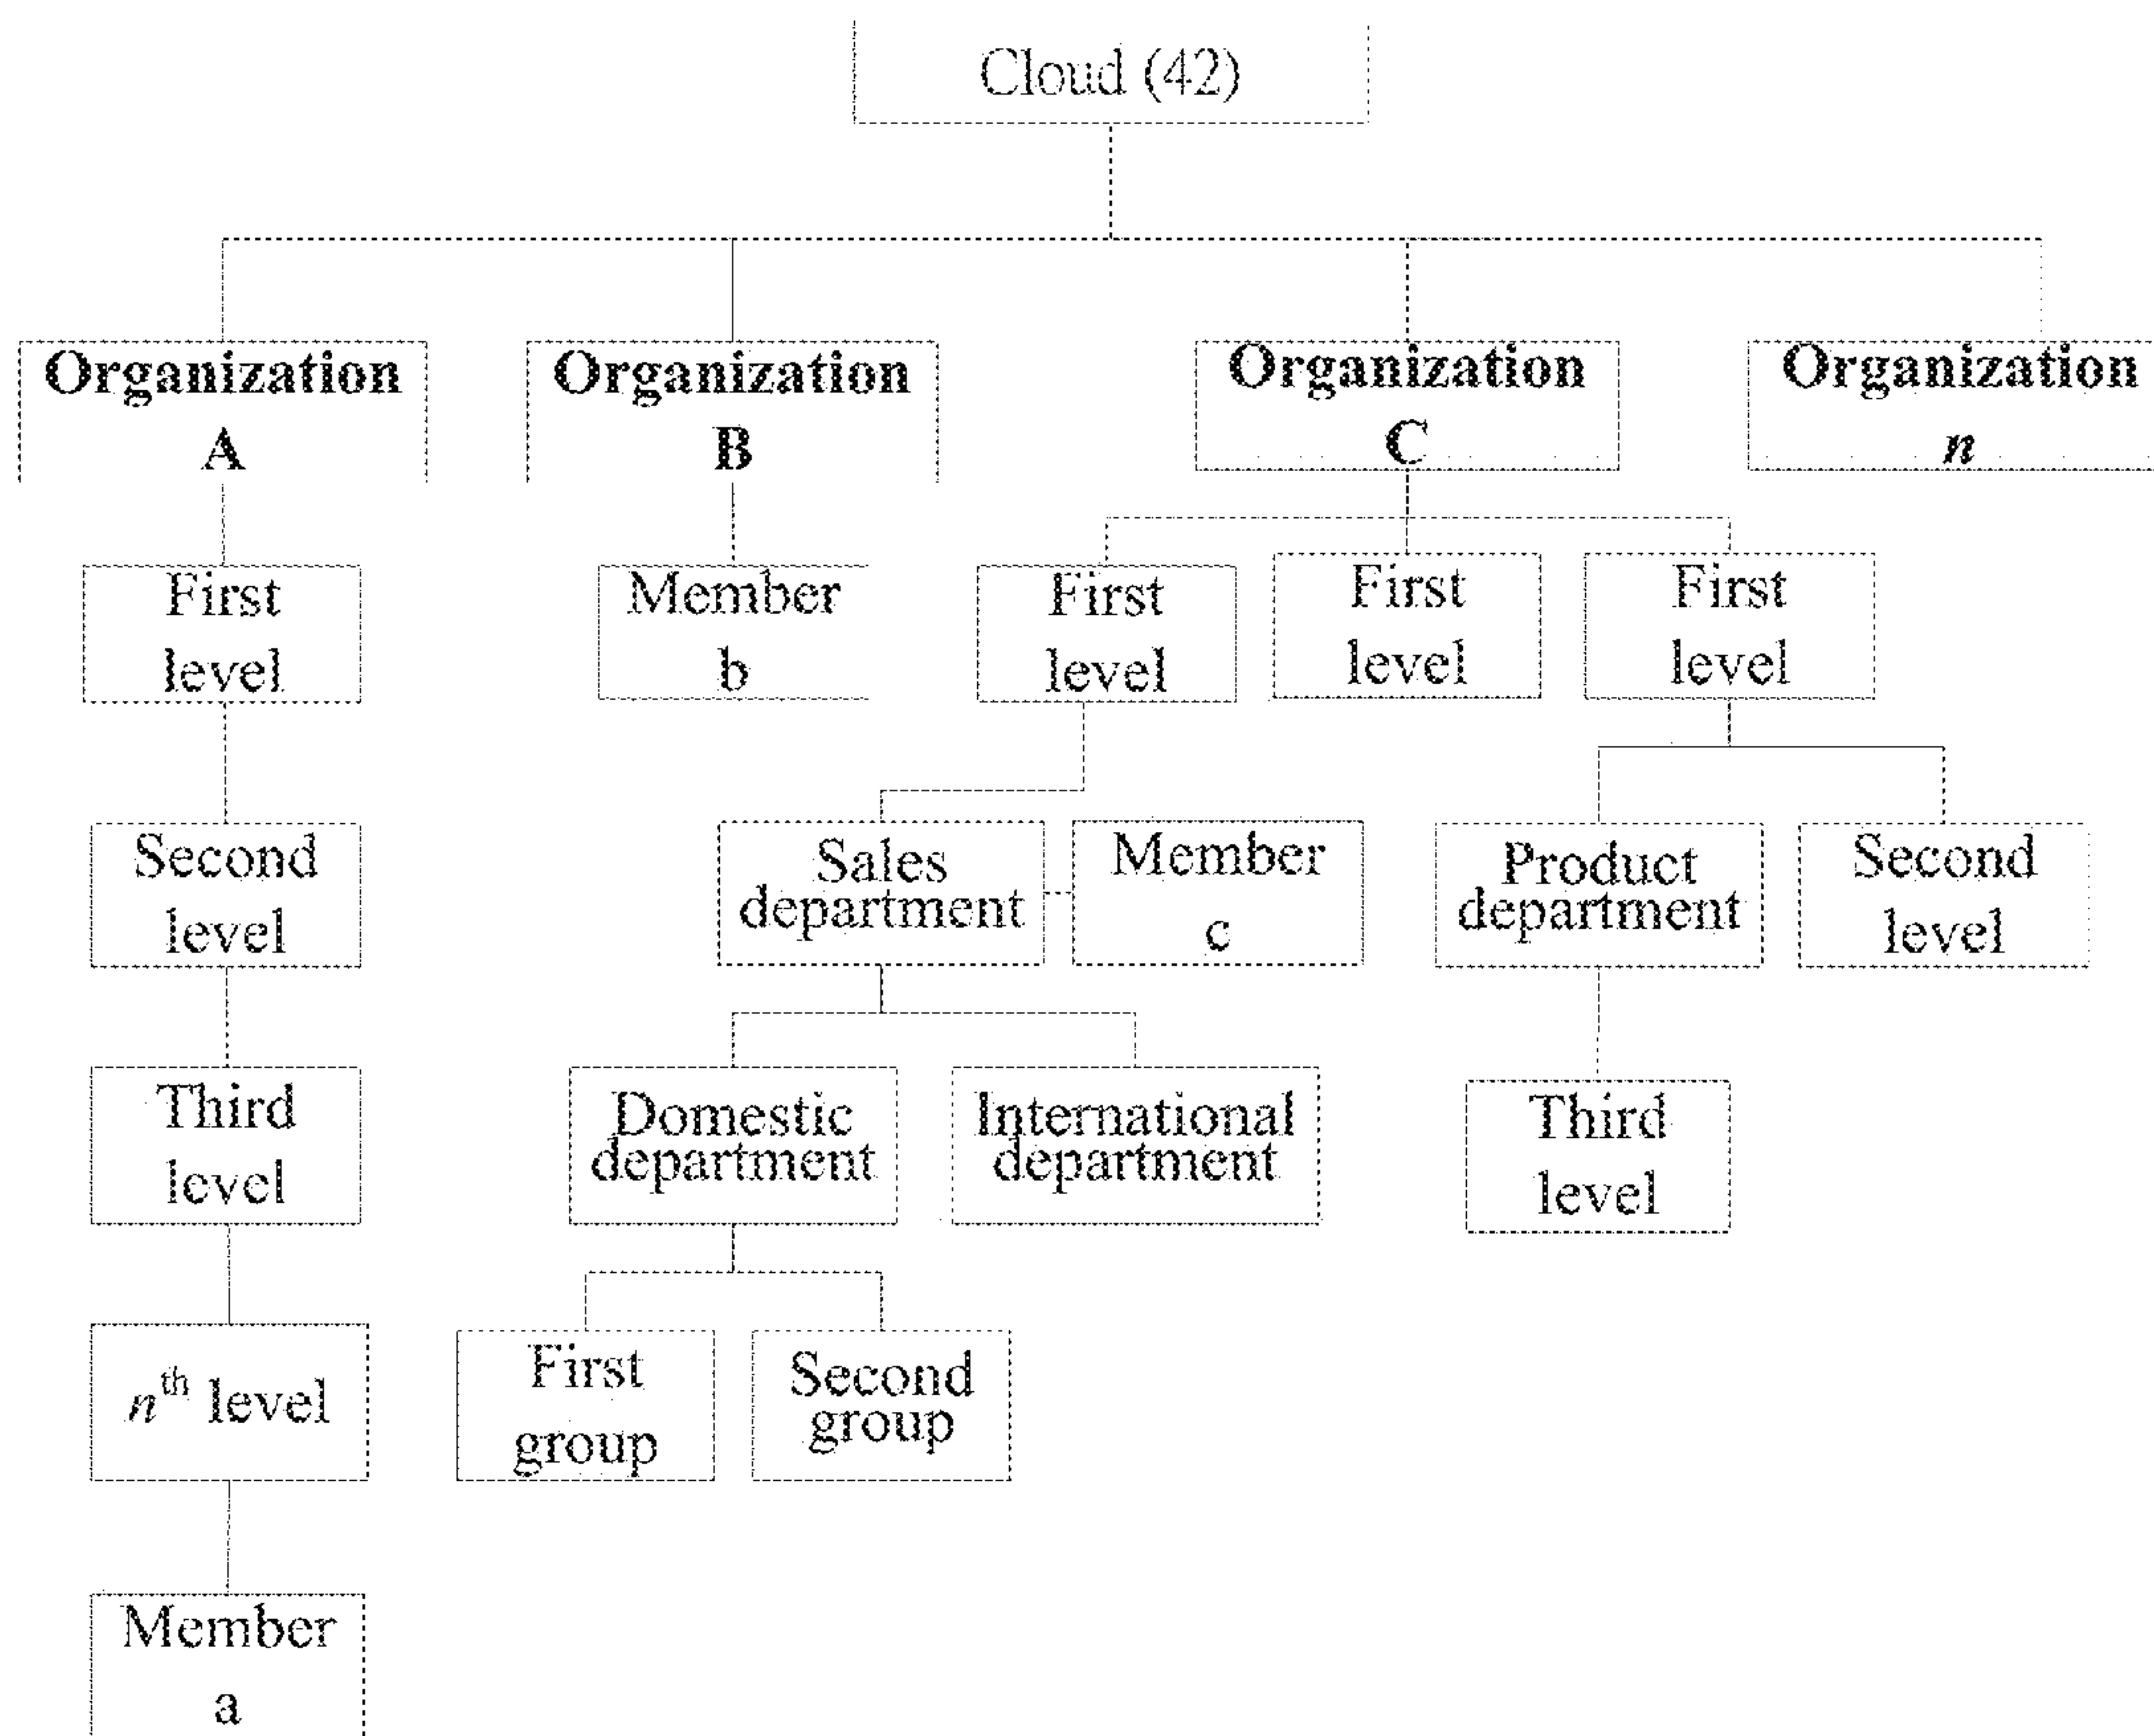 Cloud (42)
Organization
A
Organization
B
Organization
C
Organization
n
First
level
Member
b
First
level
First
level
First
level
Second
level
Sales
department
Member
c
Product
department
Second
level
Third
level
Domestic
department
International
department
Third
level
nth level
First
group
Second
group
Member
a